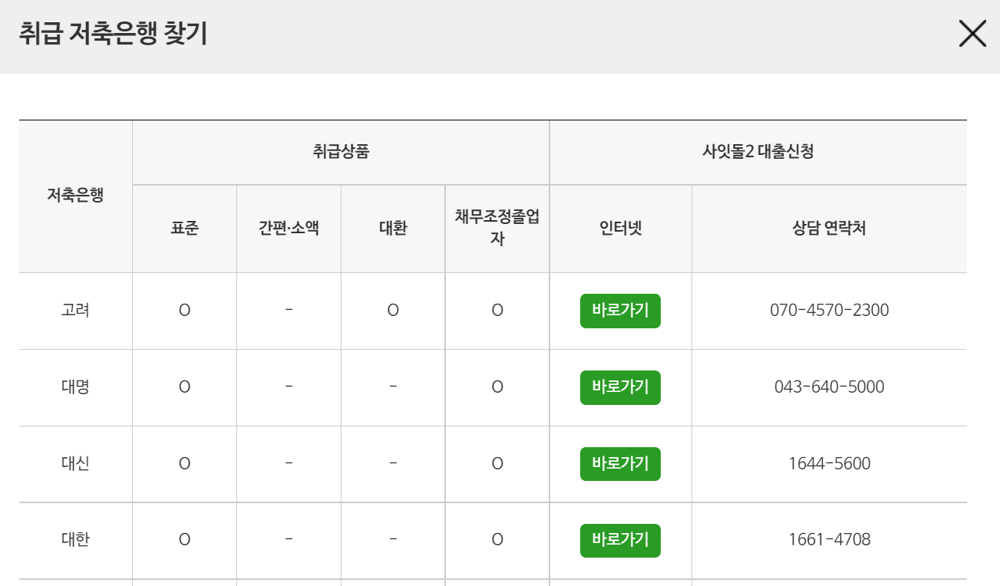 취급 저축은행 찾기
저축은행 취급상품 사잇돌2 대출신청
표준 간편·소액 대환 채무조정졸업
자 인터넷 상담 연락처
고려 O - O O 바로가기 070-4570-2300
대명 O - - O 바로가기 043-640-5000
대신 O - - O 바로가기 1644-5600
대한 O - - O 바로가기 1661-4708